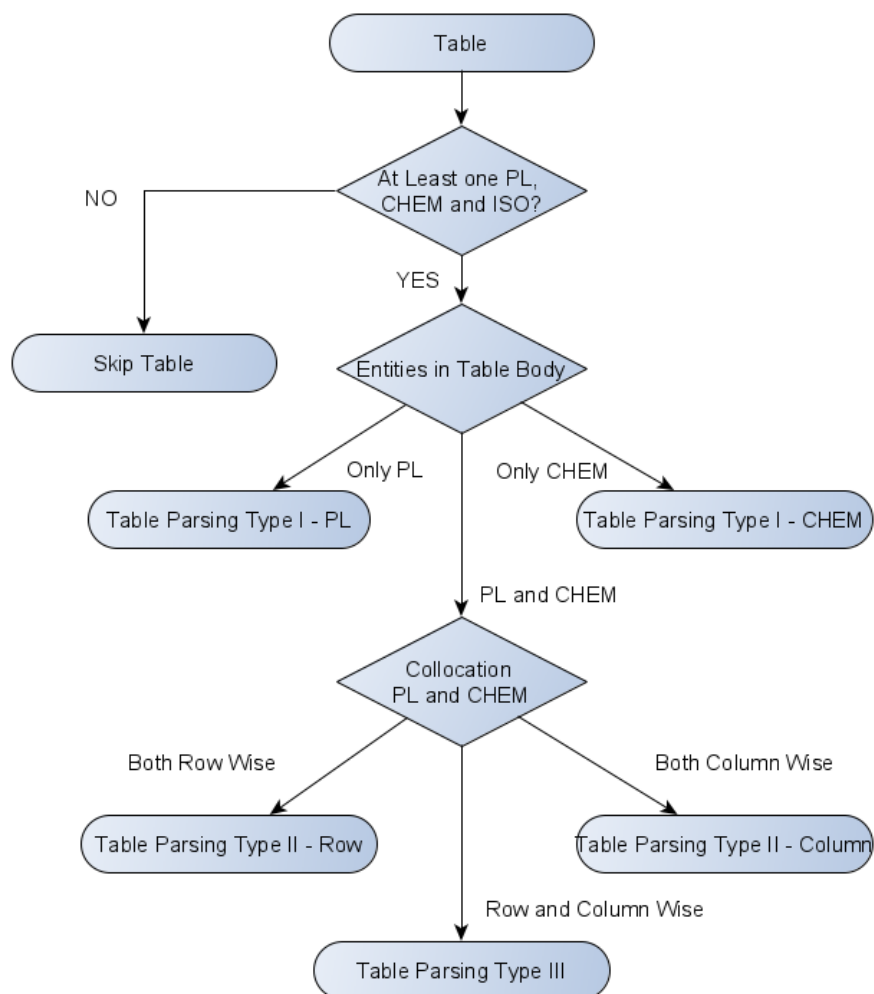 Table
At Least one PL,
CHEM and ISO?
NO
YES
Skip Table
Entities in Table Body
Only PL
Only CHEM
Table Parsing Type I - PL
Table Parsing Type I - CHEM
PL and CHEM
Collocation
PL and CHEM
Both Row Wise
Both Column Wise
Table Parsing Type II - Row
Table Parsing Type II - Column
Row and Column Wise
Table Parsing Type III